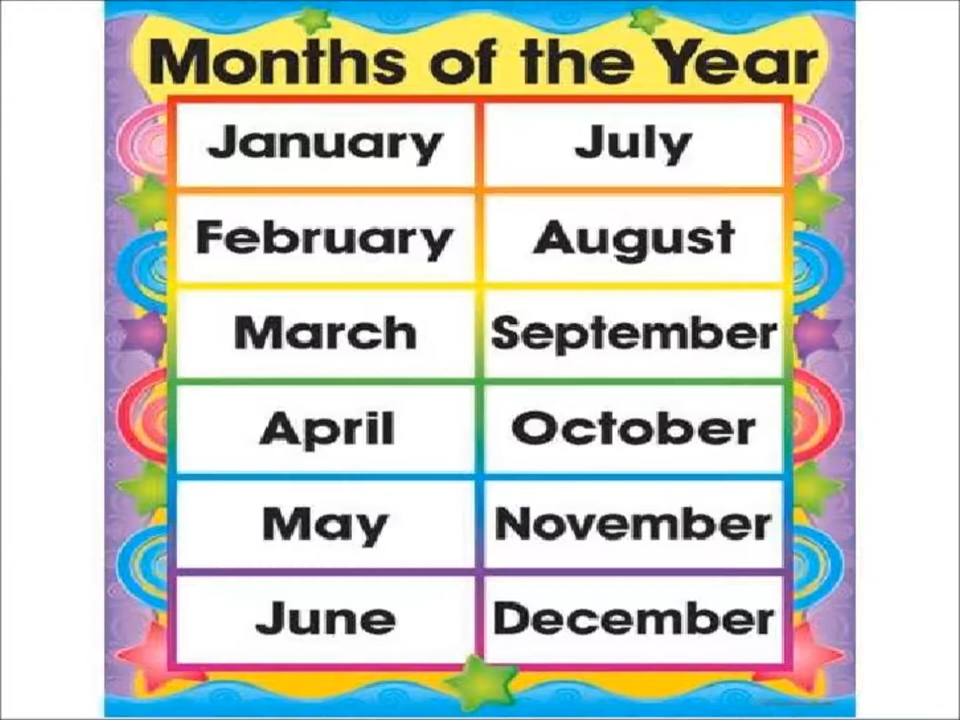 Months of the Year
January
July
February
August
March
September
April
October
May
November
June
December